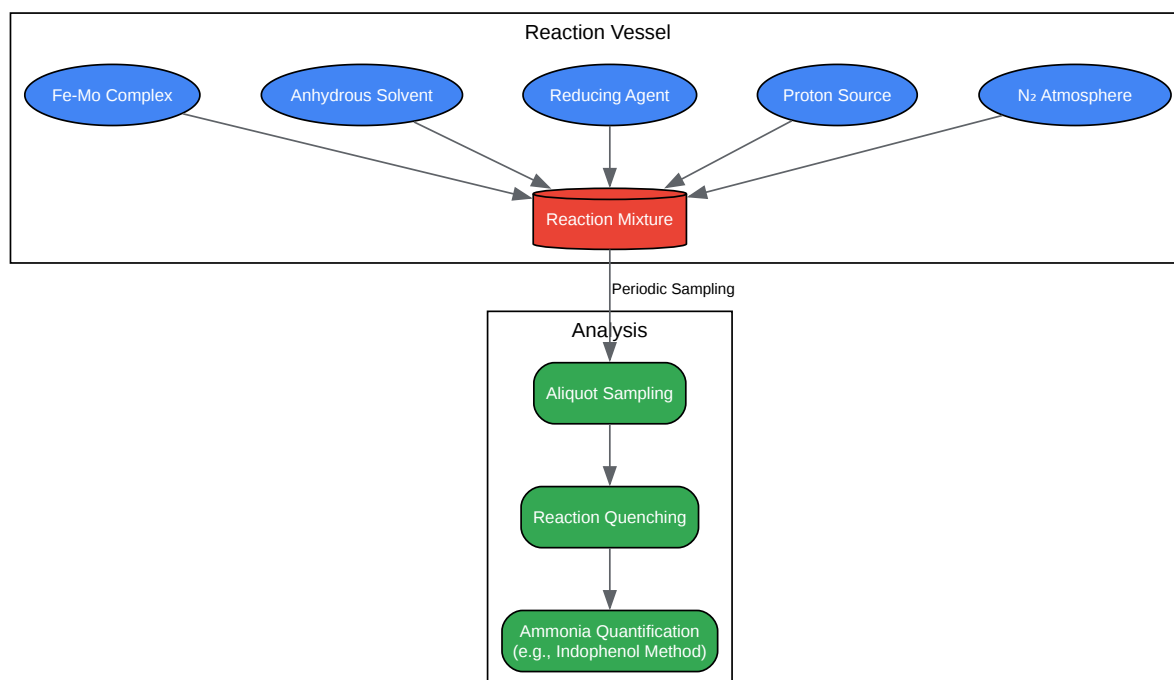 Reaction Vessel
Fe-Mo Complex
Anhydrous Solvent
Reducing Agent
Proton Source
N₂ Atmosphere
Reaction Mixture
Periodic Sampling
Analysis
Aliquot Sampling
Reaction Quenching
Ammonia Quantification
(e.g., Indophenol Method)